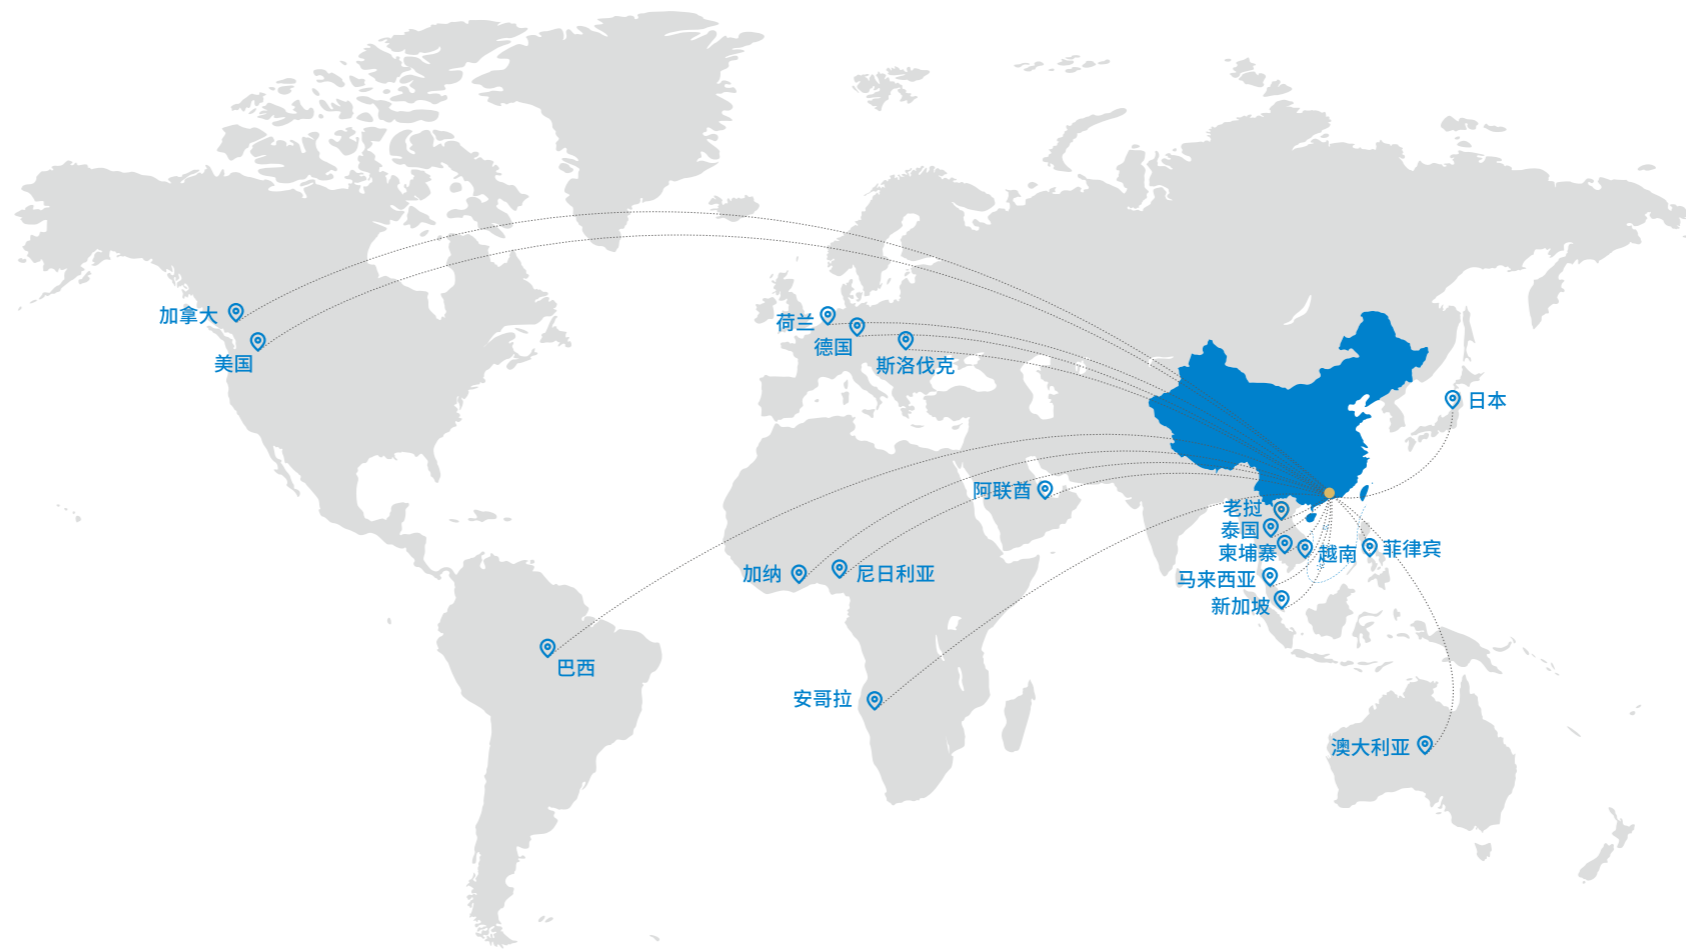 加拿大
美国
荷兰
德国
斯洛伐克
日本
阿联酋
老挝
泰国
柬埔寨
越南
菲律宾
加纳
尼日利亚
马来西亚
新加坡
巴西
安哥拉
澳大利亚